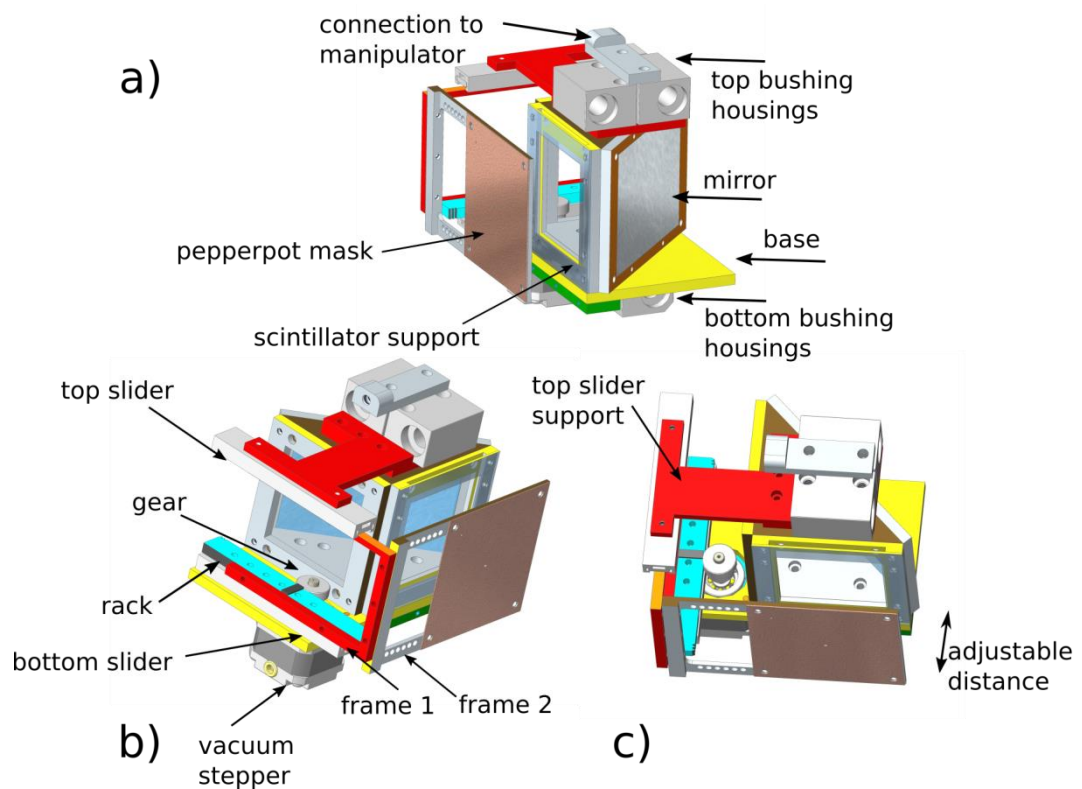 a)
connection to
manipulator
top bushing
housings
mirror
pepperpot mask
base
scintillator support
bottom bushing
housings
top slider
top slider
support
gear
rack
bottom slider
adjustable
distance
frame 1
frame 2
b)
vacuum
stepper
c)